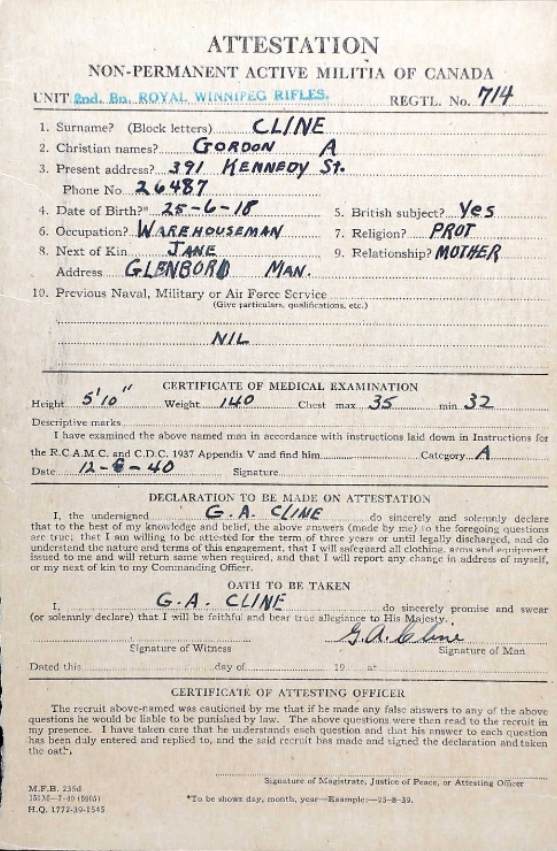 ATTESTATION
NON-PERMANENT ACTIVE MILITIA OF CANADA
UNIT 2nd. Bn. ROYAL WINNIPEG RIFLES. REGTL. No. 714
1. Surname? (Block letters) CLINE
2. Christian names? GORDON A
3. Present address? 391 KENNEDY St.
Phone No. 26487
4. Date of Birth?* 25-6-18 5. British subject? Yes
6. Occupation? WAREHOUSEMAN 7. Religion? PROT
8. Next of Kin JANE 9. Relationship? MOTHER
Address GLENBORO MAN.
10. Previous Naval, Military or Air Force Service
(Give particulars, qualifications, etc.)
NIL
CERTIFICATE OF MEDICAL EXAMINATION
Height 5'10" Weight 140 Chest max 35 min 32
Descriptive marks
I have examined the above named man in accordance with instructions laid down in Instructions for
the R.C.A.M.C. and C.D.C. 1937 Appendix V and find him Category A
Date 12-8-40 Signature
DECLARATION TO BE MADE ON ATTESTATION
I, the undersigned G.A. CLINE do sincerely and solemnly declare
that to the best of my knowledge and belief, the above answers (made by me) to the foregoing questions
are true; that I am willing to be attested for the term of three years or until legally discharged, and do
understand the nature and terms of this engagement, that I will safeguard all clothing, arms and equipment
issued to me and will return same when required, and that I will report any change in address of myself,
or my next of kin to my Commanding Officer.
OATH TO BE TAKEN
I, G.A. CLINE do sincerely promise and swear
(or solemnly declare) that I will be faithful and bear true allegiance to His Majesty.
G.A. Cline
Signature of Witness Signature of Man
Dated this day of 19 at
CERTIFICATE OF ATTESTING OFFICER
The recruit above-named was cautioned by me that if he made any false answers to any of the above
questions he would be liable to be punished by law. The above questions were then read to the recruit in
my presence. I have taken care that he understands each question and that his answer to each question
has been duly entered and replied to, and the said recruit has made and signed the declaration and taken
the oath.
Signature of Magistrate, Justice of Peace, or Attesting Officer
M.F.B. 235d
*To be shown day, month, year—Example:—23-8-39.
H.Q. 1772-39-1545